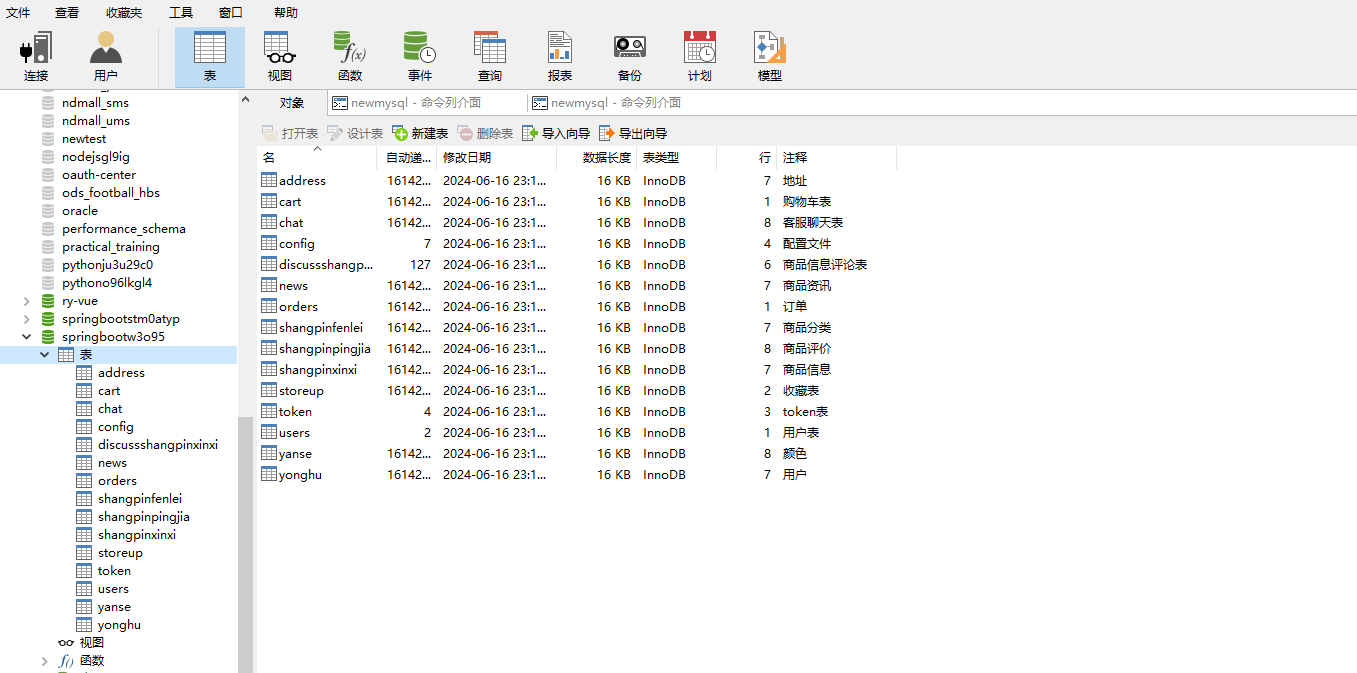 文件 查看 收藏夹 工具 窗口 帮助
连接 用户 表 视图 函数 事件 查询 报表 备份 计划 模型
ndmall_sms
ndmall_ums
newtest
nodejsgl9ig
oauth-center
ods_football_hbs
oracle
performance_schema
practical_training
pythonju3u29c0
pythono96lkgl4
ry-vue
springbootstm0atyp
springbootw3o95
表
address
cart
chat
config
discussshangpinxinxi
news
orders
shangpinfenlei
shangpinpingjia
shangpinxinxi
storeup
token
users
yanse
yonghu
视图
函数
对象 newmysql - 命令列介面 newmysql - 命令列介面
打开表 设计表 新建表 删除表 导入向导 导出向导
名 自动递... 修改日期 数据长度 表类型 行 注释
address 16142... 2024-06-16 23:1... 16 KB InnoDB 7 地址
cart 16142... 2024-06-16 23:1... 16 KB InnoDB 1 购物车表
chat 16142... 2024-06-16 23:1... 16 KB InnoDB 8 客服聊天表
config 7 2024-06-16 23:1... 16 KB InnoDB 4 配置文件
discussshangp... 127 2024-06-16 23:1... 16 KB InnoDB 6 商品信息评论表
news 16142... 2024-06-16 23:1... 16 KB InnoDB 7 商品资讯
orders 16142... 2024-06-16 23:1... 16 KB InnoDB 1 订单
shangpinfenlei 16142... 2024-06-16 23:1... 16 KB InnoDB 7 商品分类
shangpinpingjia 16142... 2024-06-16 23:1... 16 KB InnoDB 8 商品评价
shangpinxinxi 16142... 2024-06-16 23:1... 16 KB InnoDB 7 商品信息
storeup 16142... 2024-06-16 23:1... 16 KB InnoDB 2 收藏表
token 4 2024-06-16 23:1... 16 KB InnoDB 3 token表
users 2 2024-06-16 23:1... 16 KB InnoDB 1 用户表
yanse 16142... 2024-06-16 23:1... 16 KB InnoDB 8 颜色
yonghu 16142... 2024-06-16 23:1... 16 KB InnoDB 7 用户